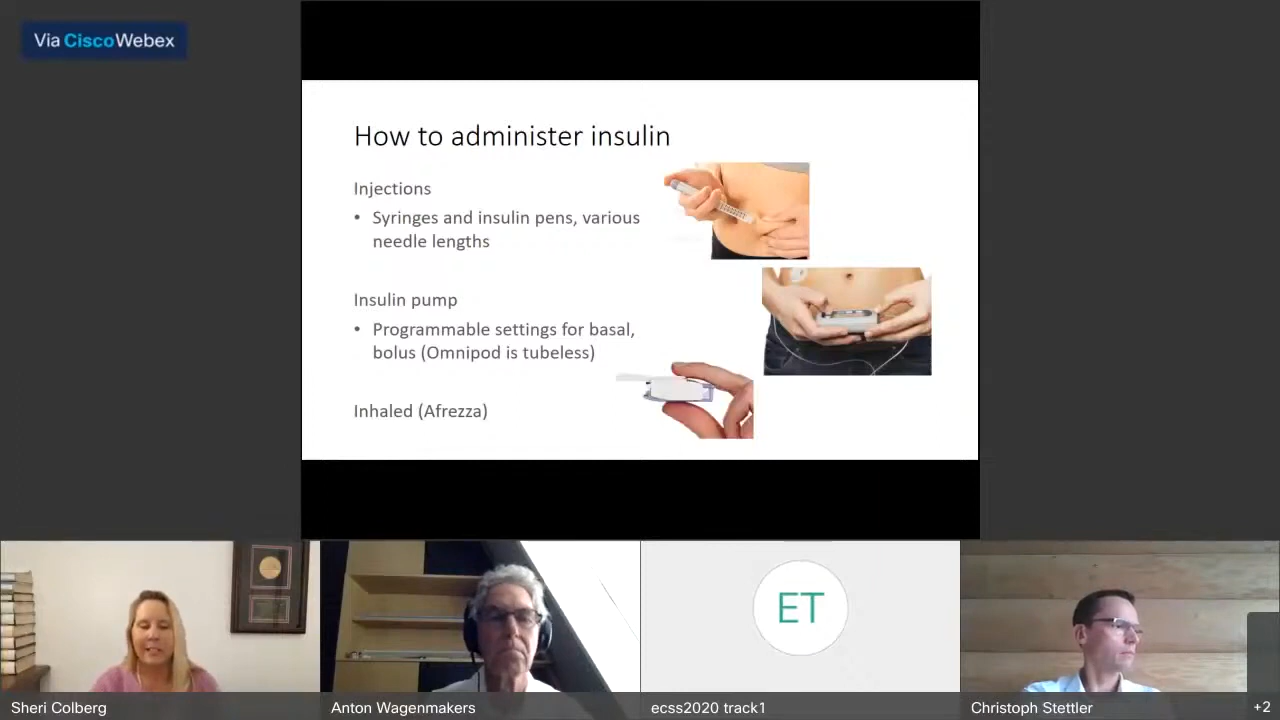 Via CiscoWebex
How to administer insulin
Injections
• Syringes and insulin pens, various
needle lengths
Insulin pump
• Programmable settings for basal,
bolus (Omnipod is tubeless)
Inhaled (Afrezza)
ET
Sheri Colberg
Anton Wagenmakers
ecss2020 track1
Christoph Stettler
+2